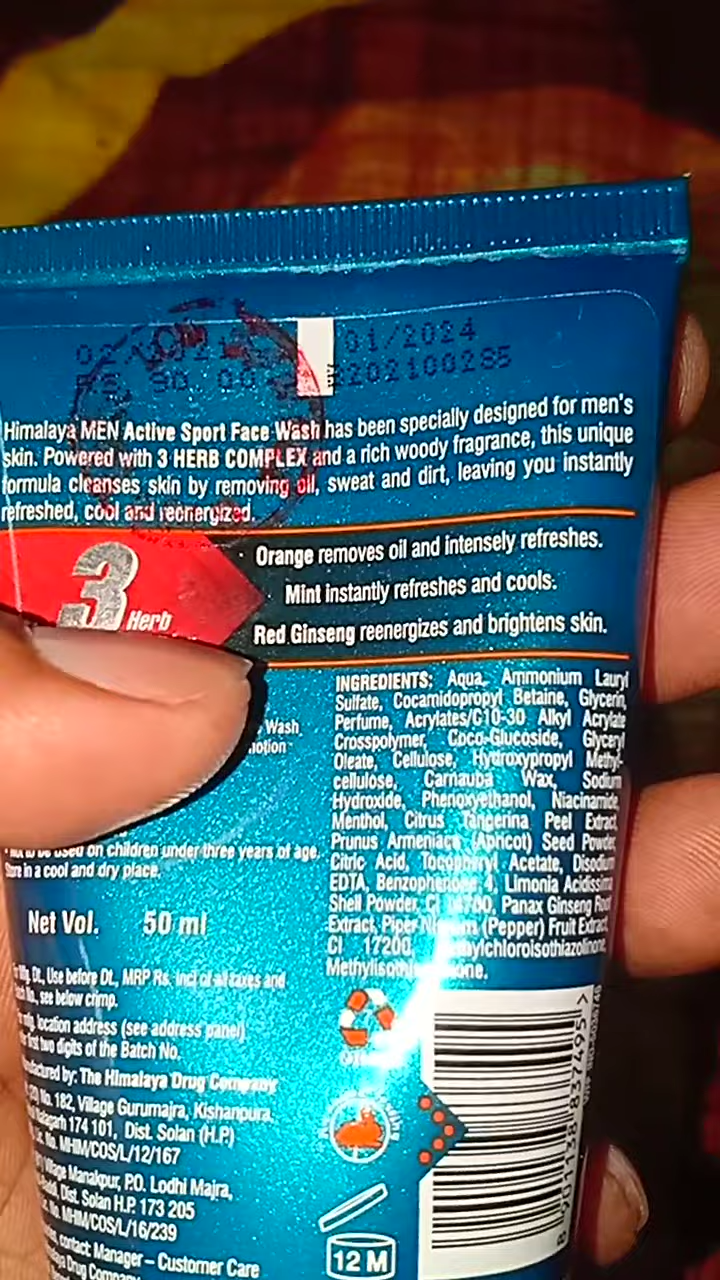 01/2024
RS. 90.00
2202100285
Himalaya MEN Active Sport Face Wash has been specially designed for men's
skin. Powered with 3 HERB COMPLEX and a rich woody fragrance, this unique
formula cleanses skin by removing oil, sweat and dirt, leaving you instantly
refreshed, cool and reenergized.
3
Herb
Orange removes oil and intensely refreshes.
Mint instantly refreshes and cools.
Red Ginseng reenergizes and brightens skin.
Wash
INGREDIENTS: Aqua, Ammonium Lauryl
Sulfate, Cocamidopropyl Betaine, Glycerin,
Perfume, Acrylates/C10-30 Alkyl Acrylate
Crosspolymer, Coco-Glucoside, Glyceryl
Oleate, Cellulose, Hydroxypropyl Methyl-
cellulose, Carnauba Wax, Sodium
Hydroxide, Phenoxyethanol, Niacinamide,
Menthol, Citrus Tangerina Peel Extract,
Prunus Armeniaca (Apricot) Seed Powder,
Citric Acid, Tocopheryl Acetate, Disodium
EDTA, Benzophenone 4, Limonia Acidissima
Shell Powder, CI Panax Ginseng Root
Extract, Piper (Pepper) Fruit Extract,
CI 17200,
on children under three years of age.
Store in a cool and dry place.
Net Vol. 50 ml
Dt., Use before Dt., MRP Rs. incl of all taxes and
No., see below crimp.
location address (see address panel)
first two digits of the Batch No.
by: The Himalaya Drug Company
No. 182, Village Gurumajra, Kishanpura,
174 101, Dist. Solan (H.P.)
No. MHIM/COS/L/12/167
Village Manakpur, P.O. Lodhi Majra,
Dist. Solan H.P. 173 205
No. MHIM/COS/L/16/239
contact: Manager – Customer Care
Drug Company
12 M